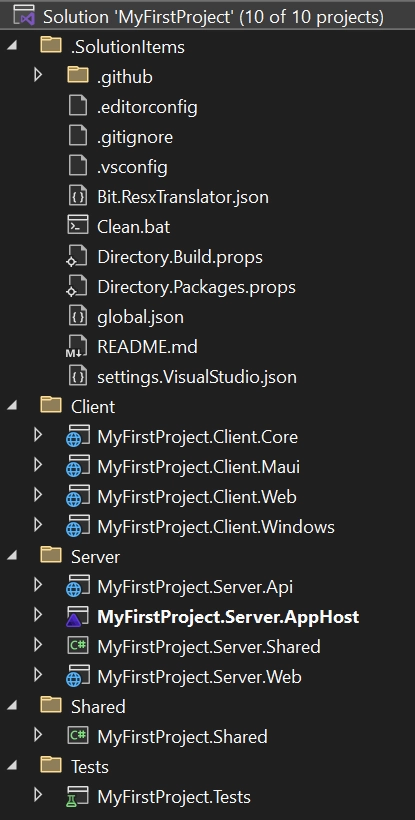 Solution 'MyFirstProject' (10 of 10 projects)
.SolutionItems
.github
.editorconfig
.gitignore
.vsconfig
Bit.ResxTranslator.json
Clean.bat
Directory.Build.props
Directory.Packages.props
global.json
README.md
settings.VisualStudio.json
Client
MyFirstProject.Client.Core
MyFirstProject.Client.Maui
MyFirstProject.Client.Web
MyFirstProject.Client.Windows
Server
MyFirstProject.Server.Api
MyFirstProject.Server.AppHost
C# MyFirstProject.Server.Shared
MyFirstProject.Server.Web
Shared
C# MyFirstProject.Shared
Tests
MyFirstProject.Tests